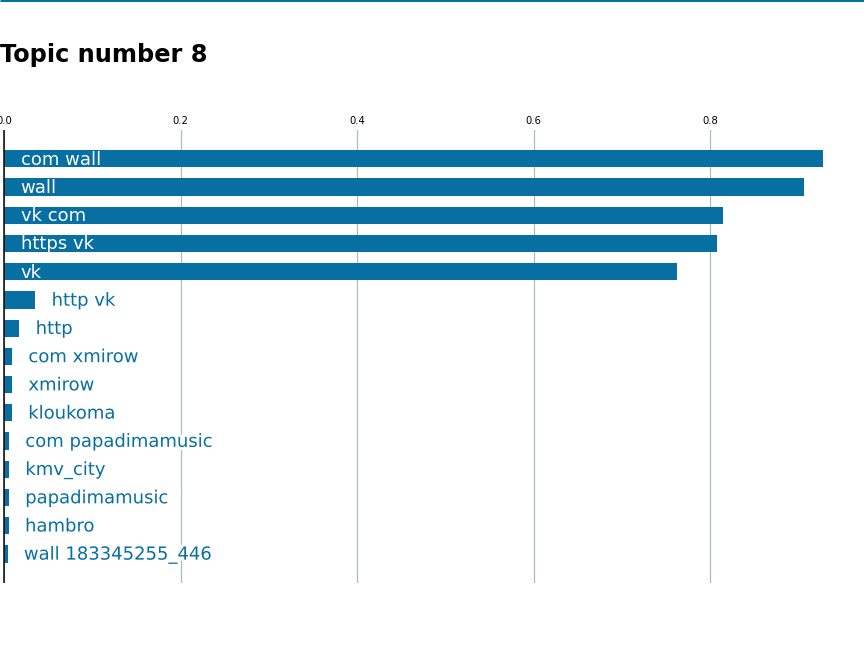 Topic number 8
0.0 0.2 0.4 0.6 0.8
com wall
wall
vk com
https vk
vk
http vk
http
com xmirow
xmirow
kloukoma
com papadimamusic
kmv_city
papadimamusic
hambro
wall 183345255_446